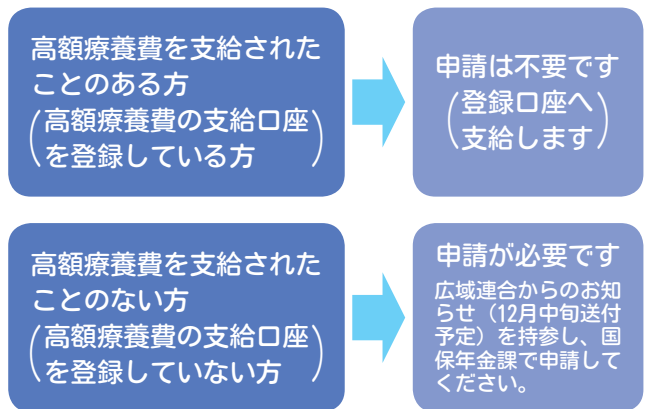 高額療養費を支給された
ことのある方
(高額療養費の支給口座
を登録している方)
申請は不要です
(登録口座へ
支給します)
高額療養費を支給された
ことのない方
(高額療養費の支給口座
を登録していない方)
申請が必要です
広域連合からのお知
らせ（12月中旬送付
予定）を持参し、国
保年金課で申請して
ください。